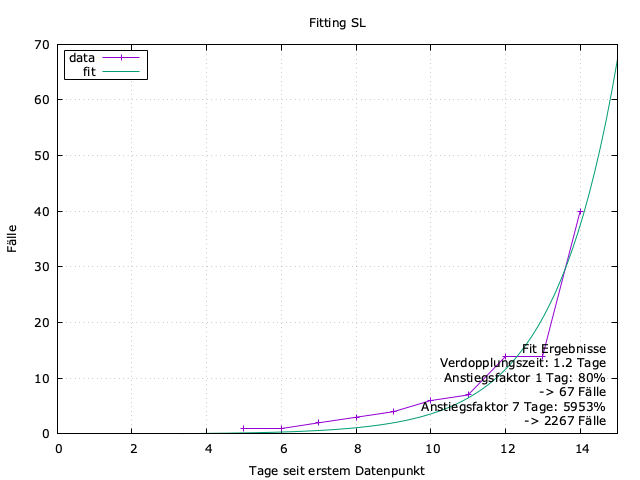 Fitting SL
data
fit
70
60
50
40
30
20
10
0
Fälle
Fit Ergebnisse
Verdopplungszeit: 1.2 Tage
Anstiegsfaktor 1 Tag: 80%
-> 67 Fälle
Anstiegsfaktor 7 Tage: 5953%
-> 2267 Fälle
0 2 4 6 8 10 12 14
Tage seit erstem Datenpunkt